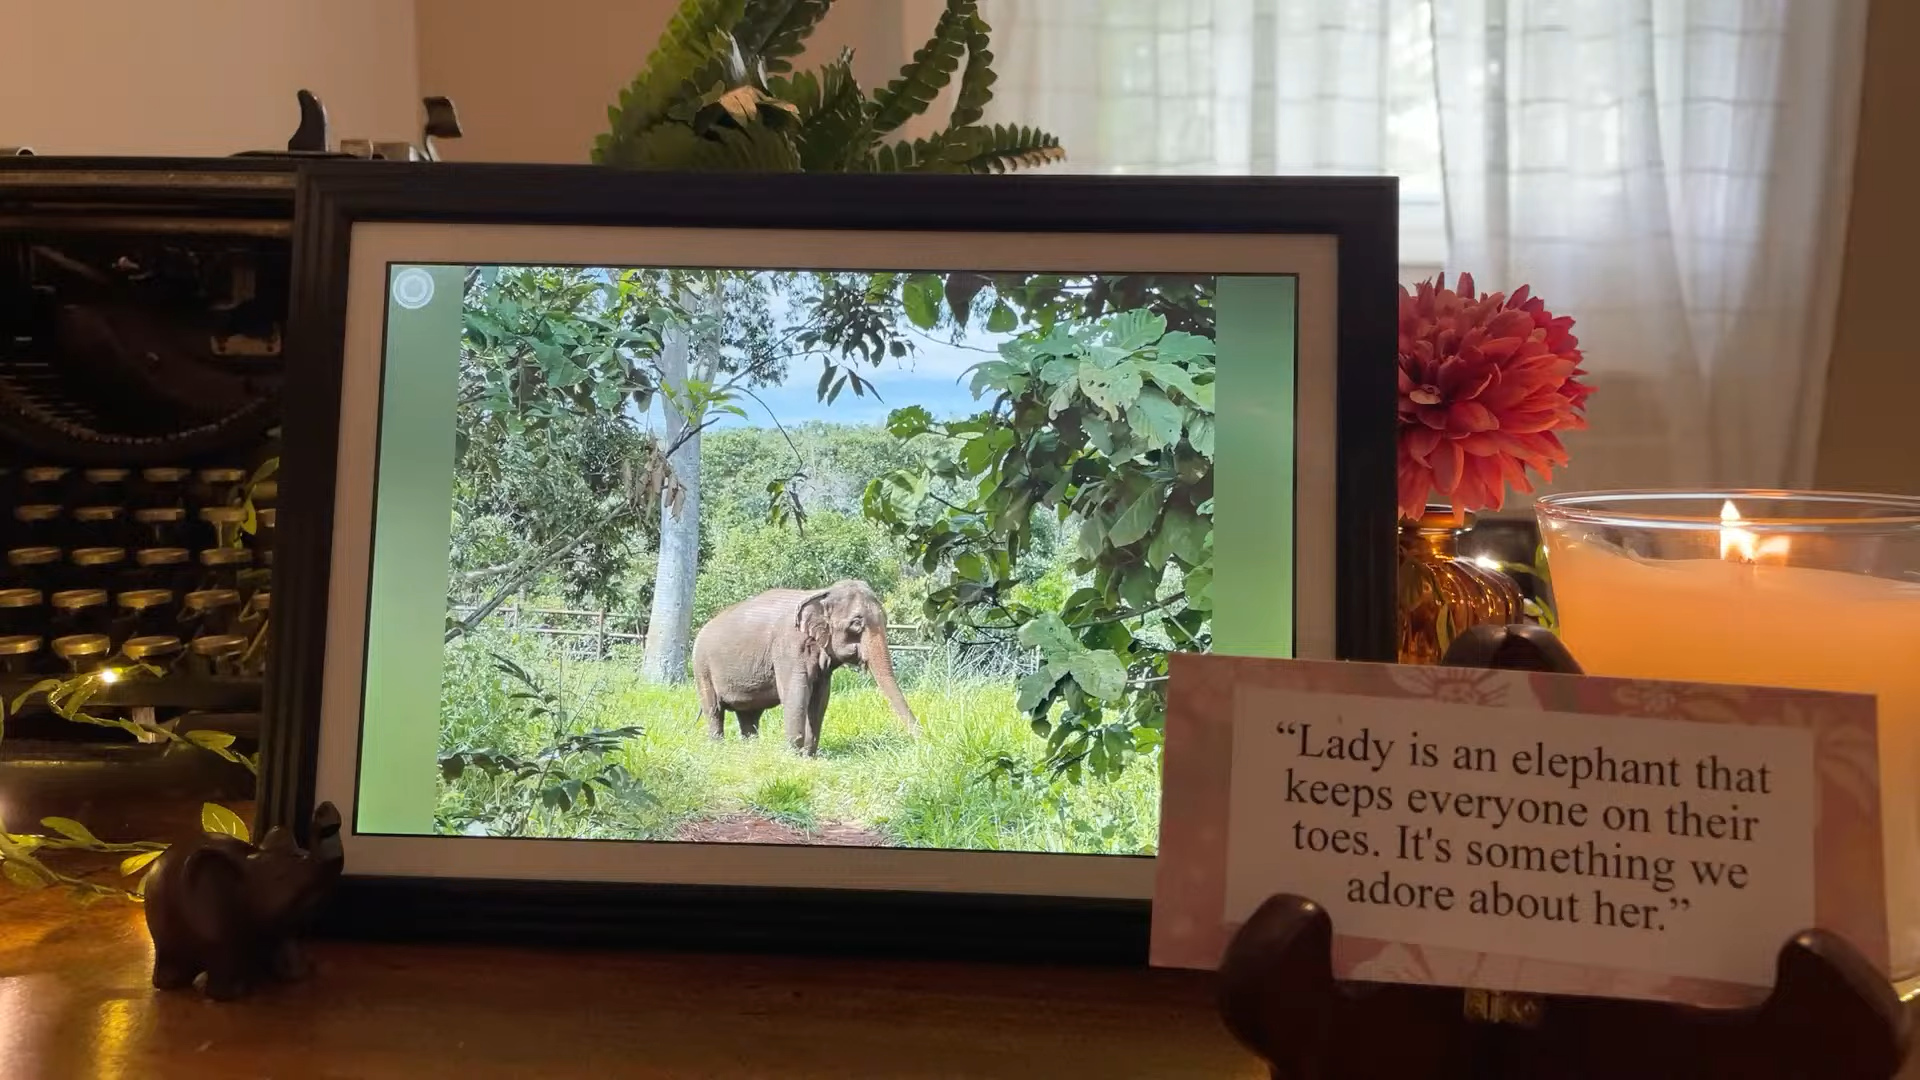 “Lady is an elephant that
keeps everyone on their
toes. It's something we
adore about her.”